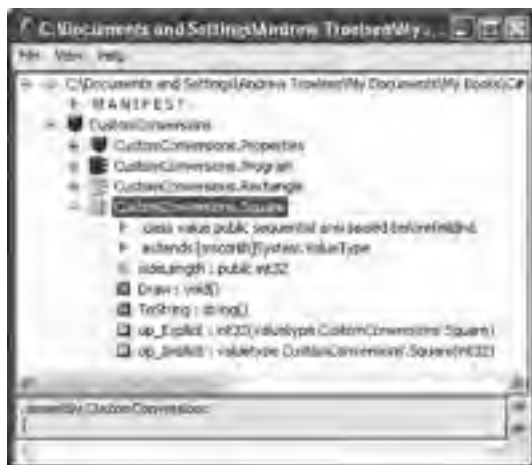 C:\Documents and Settings\Andrew Troelsen\My ...
File View Help
C:\Documents and Settings\Andrew Troelsen\My Documents\My Books\C#
MANIFEST
CustomConversions
CustomConversions.Properties
CustomConversions.Program
CustomConversions.Rectangle
CustomConversions.Square
.class value public sequential ansi sealed beforefieldinit
extends [mscorlib]System.ValueType
sideLength : public int32
Draw : void()
ToString : string()
op_Explicit : int32(valuetype CustomConversions.Square)
op_Implicit : valuetype CustomConversions.Square(int32)
.assembly CustomConversions
{